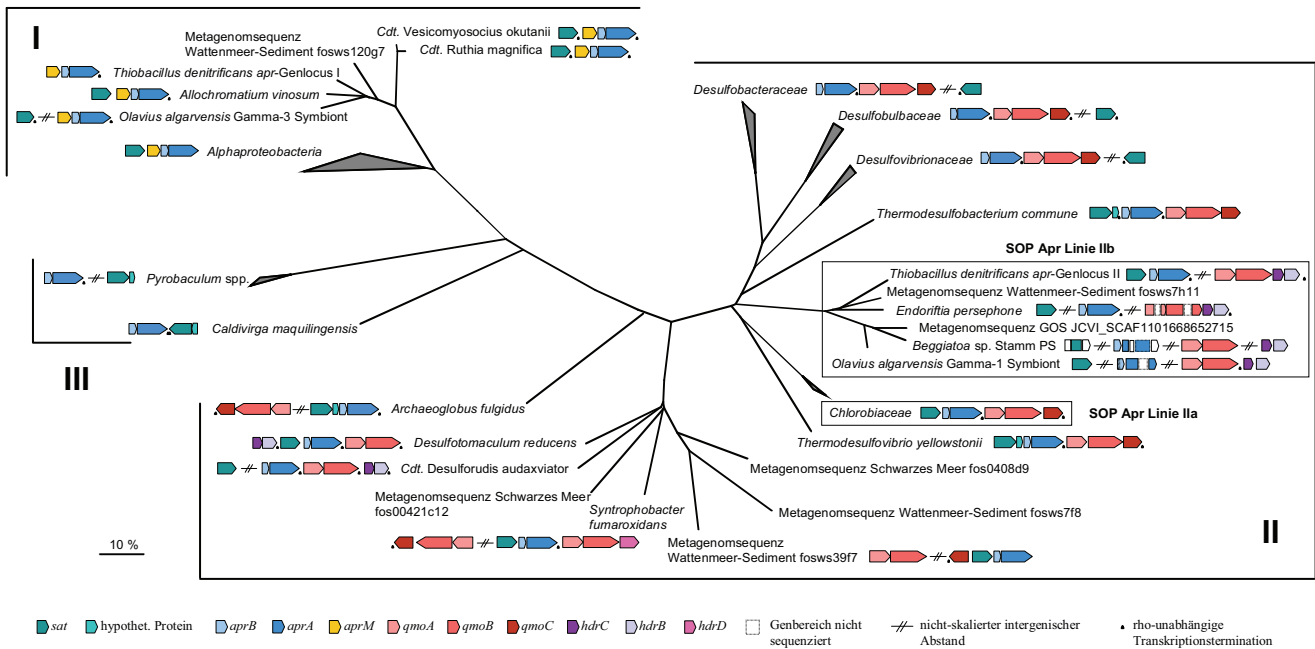 I
Metagenomsequenz
Wattenmeer-Sediment fosws120g7
Cdt. Vesicomyosocius okutanii
Cdt. Ruthia magnifica
Thiobacillus denitrificans apr-Genlocus I
Allochromatium vinosum
Olavius algarvensis Gamma-3 Symbiont
Alphaproteobacteria
Pyrobaculum spp.
Caldivirga maquilingensis
III
Desulfobacteraceae
Desulfobulbaceae
Desulfovibrionaceae
Thermodesulfobacterium commune
SOP Apr Linie IIb
Thiobacillus denitrificans apr-Genlocus II
Metagenomsequenz Wattenmeer-Sediment fosws7h11
Endoriftia persephone
Metagenomsequenz GOS JCVI_SCAF1101668652715
Beggiatoa sp. Stamm PS
Olavius algarvensis Gamma-1 Symbiont
Chlorobiaceae
SOP Apr Linie IIa
Thermodesulfovibrio yellowstonii
Archaeoglobus fulgidus
Desulfotomaculum reducens
Cdt. Desulforudis audaxviator
Metagenomsequenz Schwarzes Meer
fos00421c12
Syntrophobacter
fumaroxidans
Metagenomsequenz Schwarzes Meer fos0408d9
Metagenomsequenz Wattenmeer-Sediment fosws7f8
Metagenomsequenz
Wattenmeer-Sediment fosws39f7
II
10 %
sat
hypothet. Protein
aprB
aprA
aprM
qmoA
qmoB
qmoC
hdrC
hdrB
hdrD
Genbereich nicht
sequenziert
nicht-skalierter intergenischer
Abstand
rho-unabhängige
Transkriptionstermination